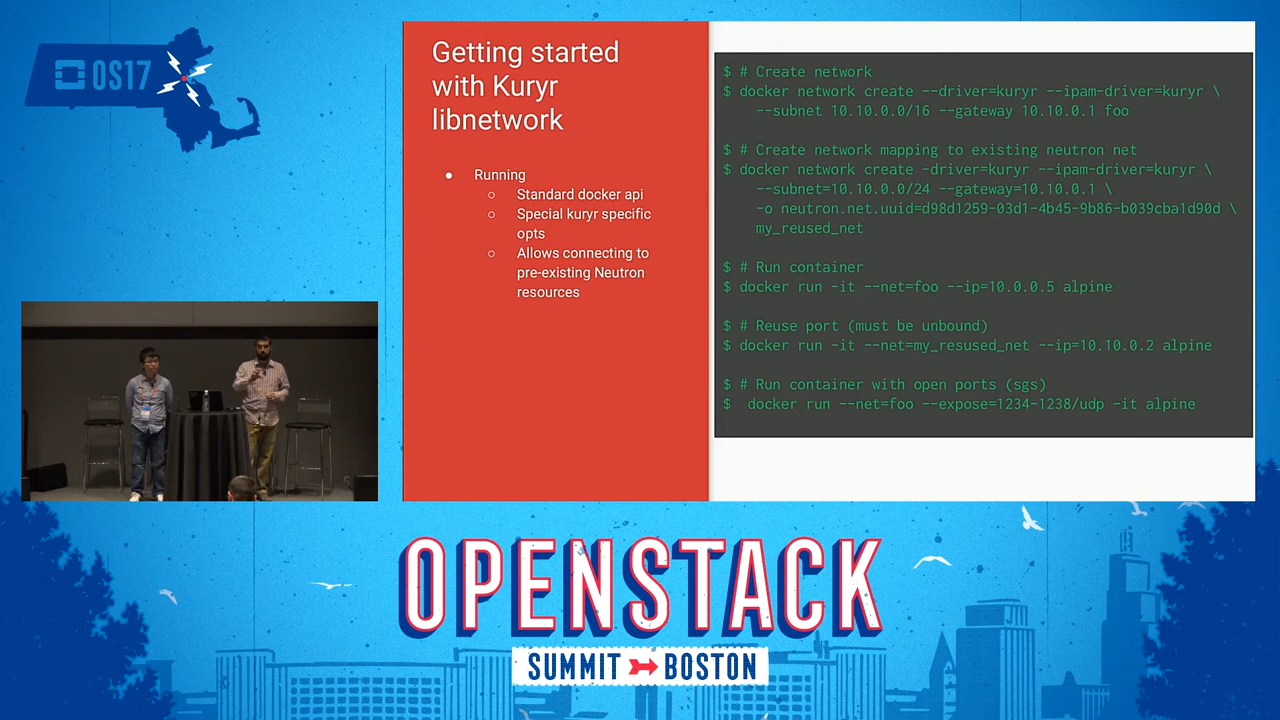 OS17
Getting started
with Kuryr
libnetwork
● Running
○ Standard docker api
○ Special kuryr specific
opts
○ Allows connecting to
pre-existing Neutron
resources
$ # Create network
$ docker network create --driver=kuryr --ipam-driver=kuryr \
--subnet 10.10.0.0/16 --gateway 10.10.0.1 foo
$ # Create network mapping to existing neutron net
$ docker network create -driver=kuryr --ipam-driver=kuryr \
--subnet=10.10.0.0/24 --gateway=10.10.0.1 \
-o neutron.net.uuid=d98d1259-03d1-4b45-9b86-b039cba1d90d \
my_reused_net
$ # Run container
$ docker run -it --net=foo --ip=10.0.0.5 alpine
$ # Reuse port (must be unbound)
$ docker run -it --net=my_resused_net --ip=10.10.0.2 alpine
$ # Run container with open ports (sgs)
$ docker run --net=foo --expose=1234-1238/udp -it alpine
OPENSTACK
SUMMIT BOSTON